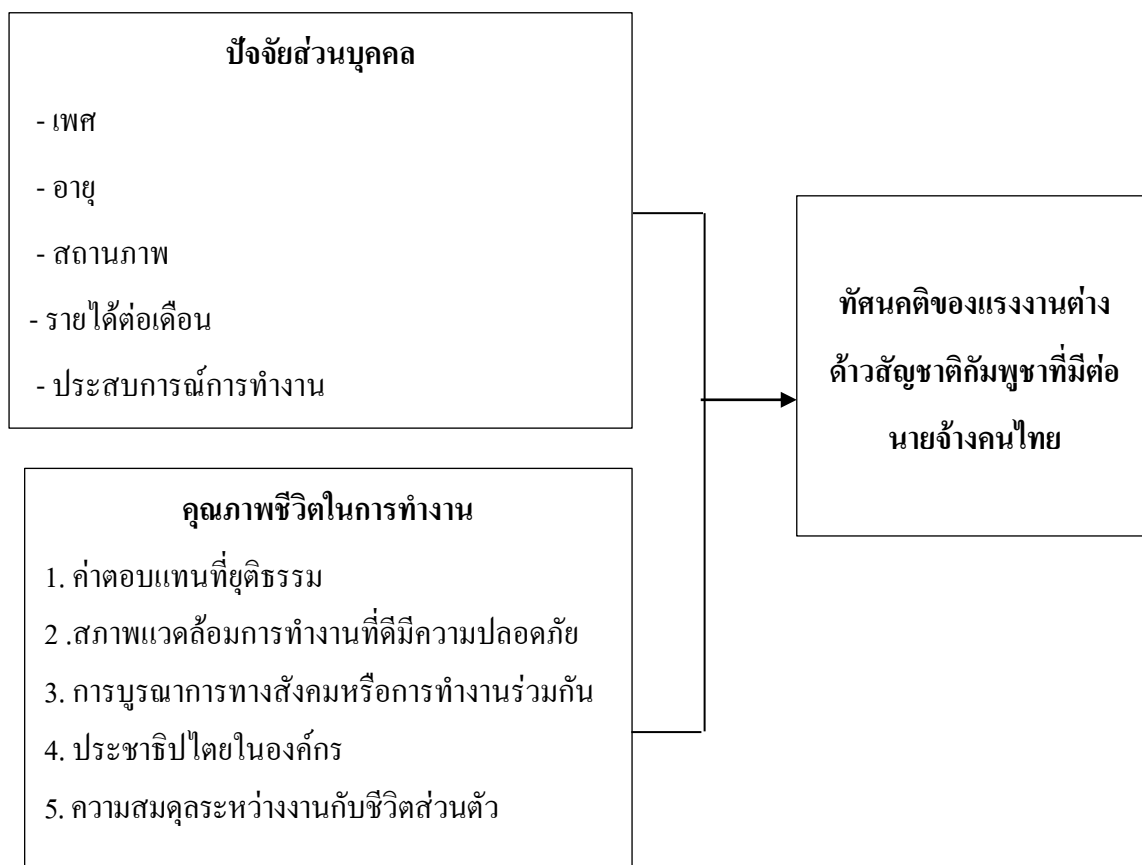 ปัจจัยส่วนบุคคล
- เพศ
- อายุ
- สถานภาพ
- รายได้ต่อเดือน
- ประสบการณ์การทำงาน
คุณภาพชีวิตในการทำงาน
1. ค่าตอบแทนที่ยุติธรรม
2 .สภาพแวดล้อมการทำงานที่ดีมีความปลอดภัย
3. การบูรณาการทางสังคมหรือการทำงานร่วมกัน
4. ประชาธิปไตยในองค์กร
5. ความสมดุลระหว่างงานกับชีวิตส่วนตัว
ทัศนคติของแรงงานต่าง
ด้าวสัญชาติกัมพูชาที่มีต่อ
นายจ้างคนไทย